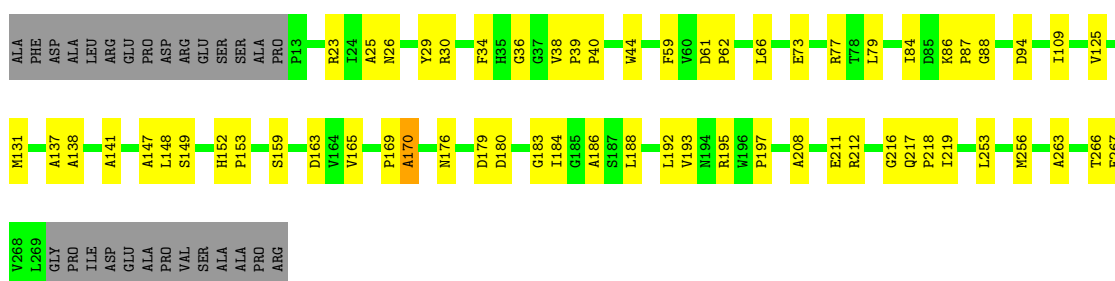 ALA PHE ASP ALA LEU ARG GLU PRO ASP ARG GLU SER SER ALA PRO P13 R23 I24 A25 N26 Y29 R30 F34 H35 G36 G37 V38 P39 P40 W44 F59 V60 D61 P62 L66 E73 R77 T78 L79 I84 D85 K86 P87 G88 D94 I109 V125
M131 A137 A138 A141 A147 L148 S149 H152 P153 S159 D163 V164 V165 P169 A170 N176 D179 D180 G183 I184 G185 A186 S187 L188 L192 V193 N194 R195 W196 P197 A208 E211 R212 G216 Q217 P218 I219 L253 M256 A263 T266
V268 L269 GLY PRO ILE ASP GLU ALA PRO VAL SER ALA ALA PRO ARG